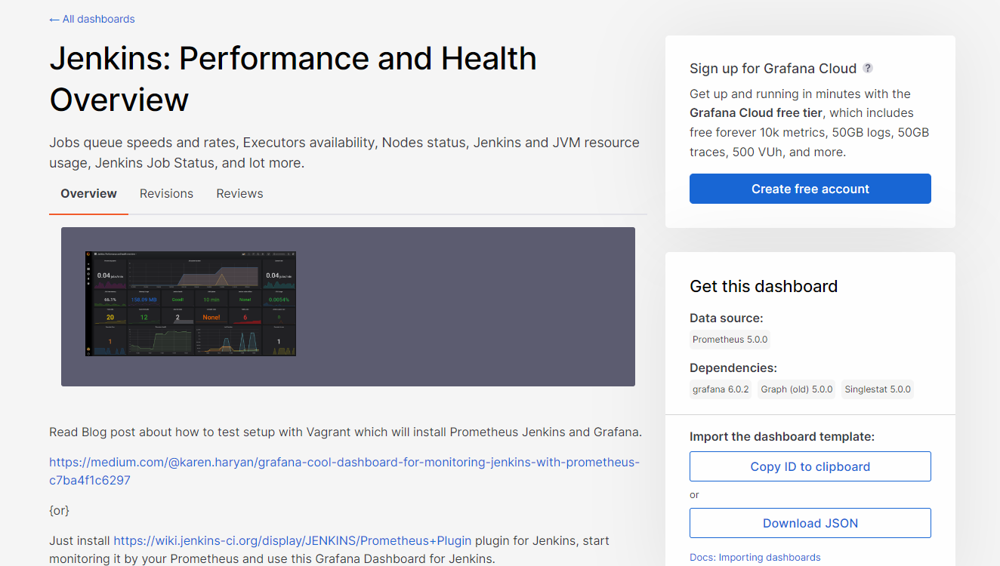 ← All dashboards
Jenkins: Performance and Health
Overview
Jobs queue speeds and rates, Executors availability, Nodes status, Jenkins and JVM resource
usage, Jenkins Job Status, and lot more.
Overview
Revisions
Reviews
0.04
0.04
66.1%
158.09 MB
Good!
10 min
None!
0.0054%
20
12
2
None!
6
0
1
1
Read Blog post about how to test setup with Vagrant which will install Prometheus Jenkins and Grafana.
https://medium.com/@karen.haryan/grafana-cool-dashboard-for-monitoring-jenkins-with-prometheus-
c7ba4f1c6297
{or}
Just install https://wiki.jenkins-ci.org/display/JENKINS/Prometheus+Plugin plugin for Jenkins, start
monitoring it by your Prometheus and use this Grafana Dashboard for Jenkins.
Sign up for Grafana Cloud ?
Get up and running in minutes with the
Grafana Cloud free tier, which includes
free forever 10k metrics, 50GB logs, 50GB
traces, 500 VUh, and more.
Create free account
Get this dashboard
Data source:
Prometheus 5.0.0
Dependencies:
grafana 6.0.2
Graph (old) 5.0.0
Singlestat 5.0.0
Import the dashboard template:
Copy ID to clipboard
or
Download JSON
Docs: Importing dashboards